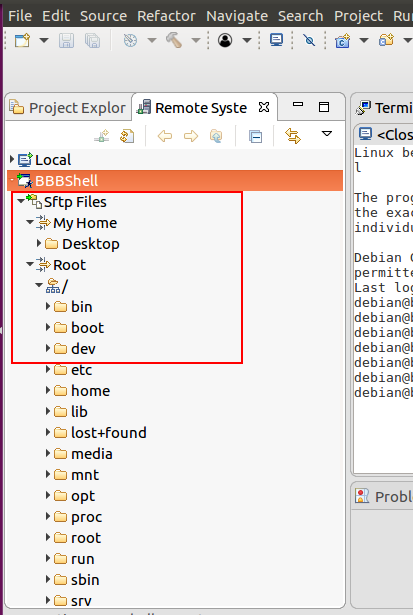 File Edit Source Refactor Navigate Search Project Ru
Project Explor
Remote Syste
Termi
<Clos
Local
BBBShell
Sftp Files
My Home
Desktop
Root
/
bin
boot
dev
etc
home
lib
lost+found
media
mnt
opt
proc
root
run
sbin
srv
Linux be
l
The prog
the exac
individu
Debian G
permitte
Last log
debian@b
debian@b
debian@b
debian@b
debian@b
debian@b
debian@b
Proble